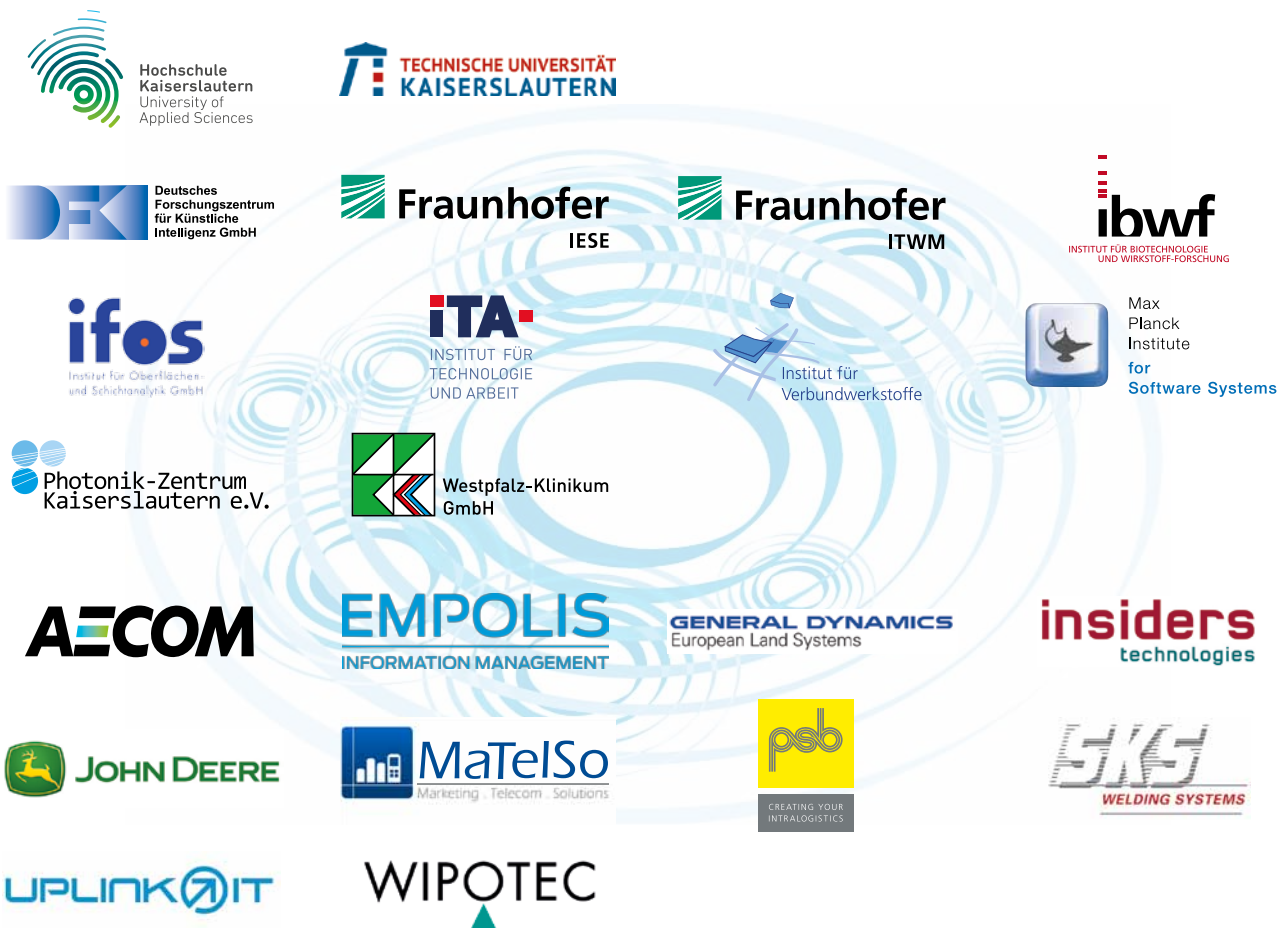 Hochschule
Kaiserslautern
University of
Applied Sciences
TECHNISCHE UNIVERSITÄT
KAISERSLAUTERN
DFK
Deutsches
Forschungszentrum
für Künstliche
Intelligenz GmbH
Fraunhofer
IESE
Fraunhofer
ITWM
ibwf
INSTITUT FÜR BIOTECHNOLOGIE
UND WIRKSTOFF-FORSCHUNG
ifos
Institut für Oberflächen-
und Schichtanalytik GmbH
iTA
INSTITUT FÜR
TECHNOLOGIE
UND ARBEIT
Institut für
Verbundwerkstoffe
Max
Planck
Institute
for
Software Systems
Photonik-Zentrum
Kaiserslautern e.V.
Westpfalz-Klinikum
GmbH
AECOM
EMPOLIS
INFORMATION MANAGEMENT
GENERAL DYNAMICS
European Land Systems
insiders
technologies
JOHN DEERE
MaTelSo
Marketing . Telecom . Solutions
psb
CREATING YOUR
INTRALOGISTICS
SKS
WELDING SYSTEMS
UPLINK IT
WIPOTEC